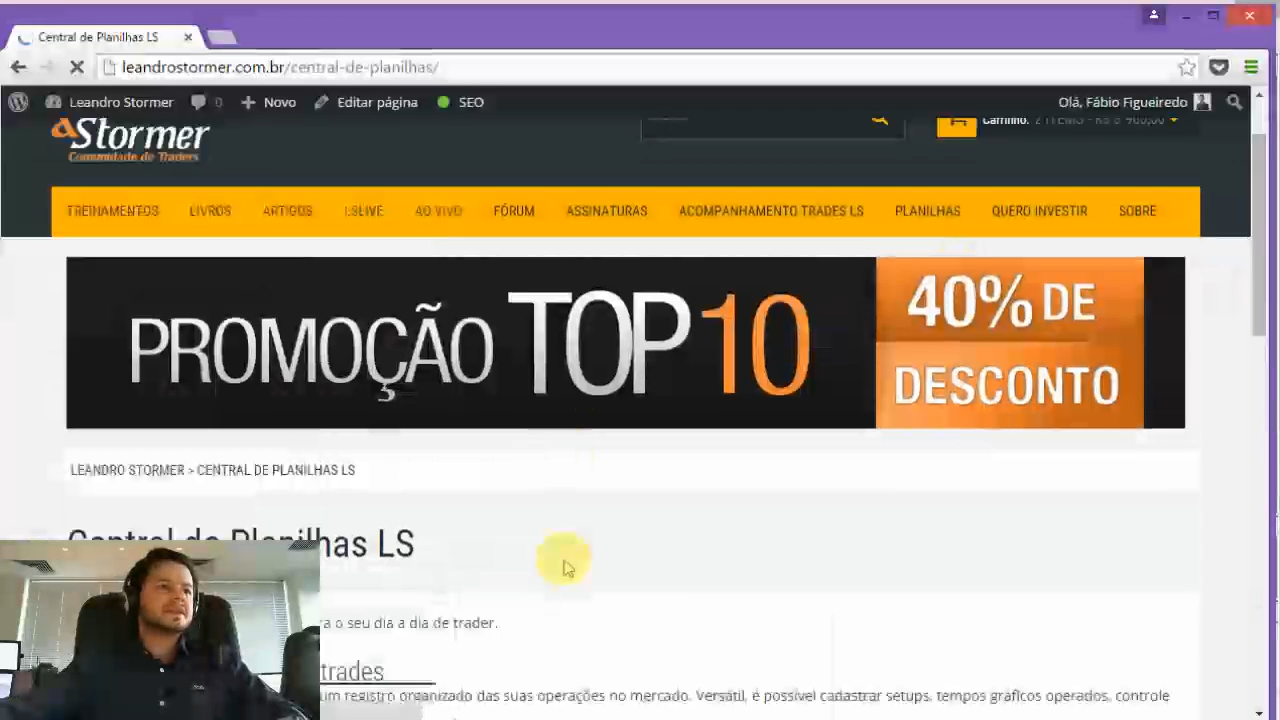 Central de Planilhas LS
leandrostormer.com.br/central-de-planilhas/
Leandro Stormer 0 Novo Editar página SEO Olá, Fábio Figueiredo
Stormer
Comunidade de Traders
Carrinho: 2 ITEMS - R$
TREINAMENTOS LIVROS ARTIGOS LSLIVE AO VIVO FÓRUM ASSINATURAS ACOMPANHAMENTO TRADES LS PLANILHAS QUERO INVESTIR SOBRE
PROMOÇÃO TOP10 40% DE
DESCONTO
LEANDRO STORMER > CENTRAL DE PLANILHAS LS
Central de Planilhas LS
o seu dia a dia de trader.
trades
um registro organizado das suas operações no mercado. Versátil, é possível cadastrar setups, tempos gráficos operados, controle